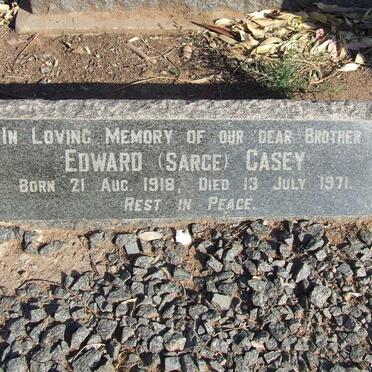 In Loving Memory of our dear Brother
Edward (Sarge) Casey
Born 21 Aug. 1918, Died 13 July 1971.
Rest in Peace.